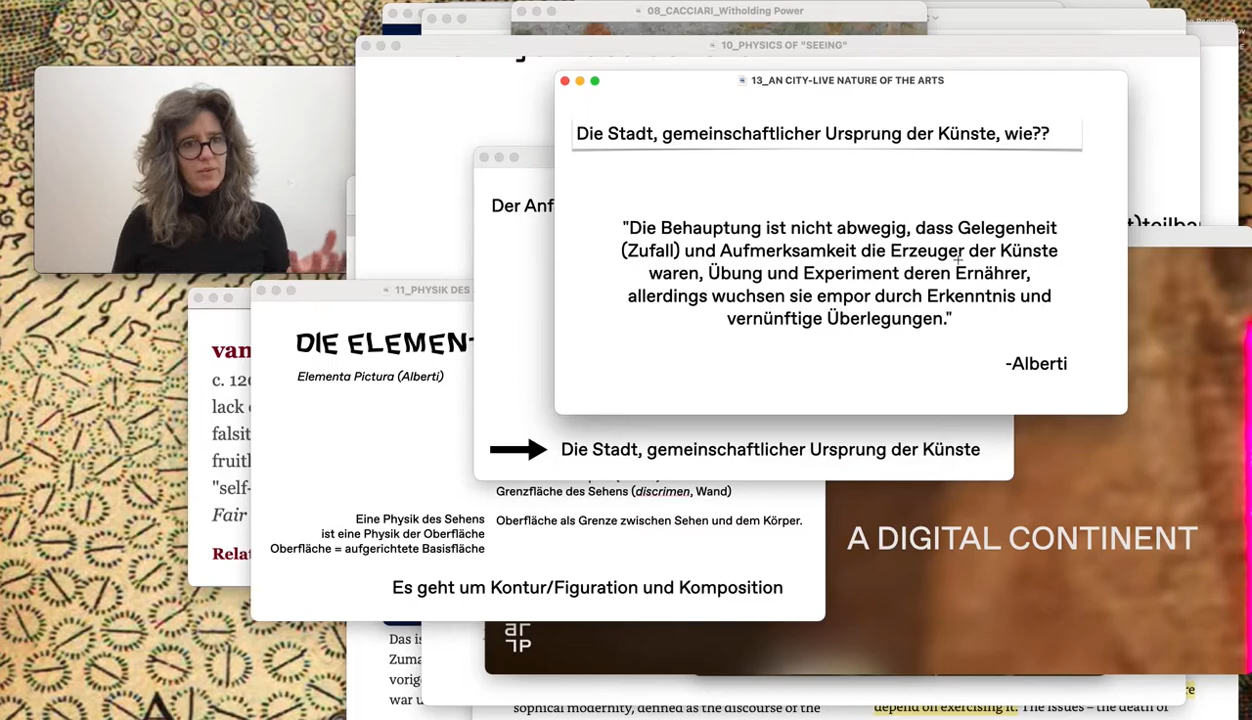 08_CACCIARI_Witholding Power
10_PHYSICS OF "SEEING"
13_AN CITY-LIVE NATURE OF THE ARTS
Die Stadt, gemeinschaftlicher Ursprung der Künste, wie??
"Die Behauptung ist nicht abwegig, dass Gelegenheit
(Zufall) und Aufmerksamkeit die Erzeuger der Künste
waren, Übung und Experiment deren Ernährer,
allerdings wuchsen sie empor durch Erkenntnis und
vernünftige Überlegungen."
-Alberti
Der Anf
Die Stadt, gemeinschaftlicher Ursprung der Künste
11_PHYSIK DES
DIE ELEMEN
Elementa Pictura (Alberti)
Grenzfläche des Sehens (discrimen, Wand)
Oberfläche als Grenze zwischen Sehen und dem Körper.
Eine Physik des Sehens
ist eine Physik der Oberfläche
Oberfläche = aufgerichtete Basisfläche
Es geht um Kontur/Figuration und Komposition
van
c. 120
lack
falsit
fruit
"self-
Fair
Relat
A DIGITAL CONTINENT
Das is
Zuma
vorig
war u
sophical modernity, denned as the discourse of the
depend on exercising it. The issues – the death of